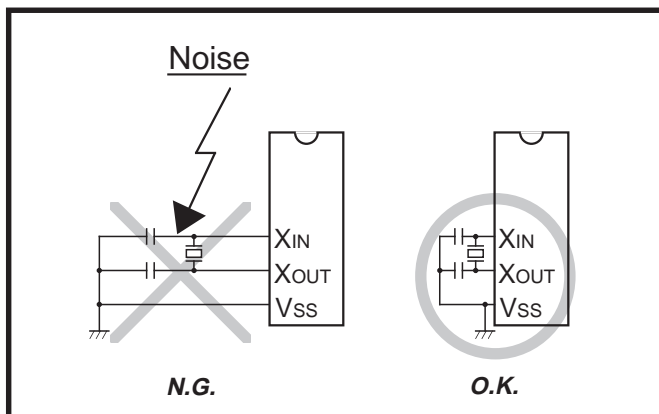 Noise
XIN
XOUT
VSS
N.G.
XIN
XOUT
VSS
O.K.